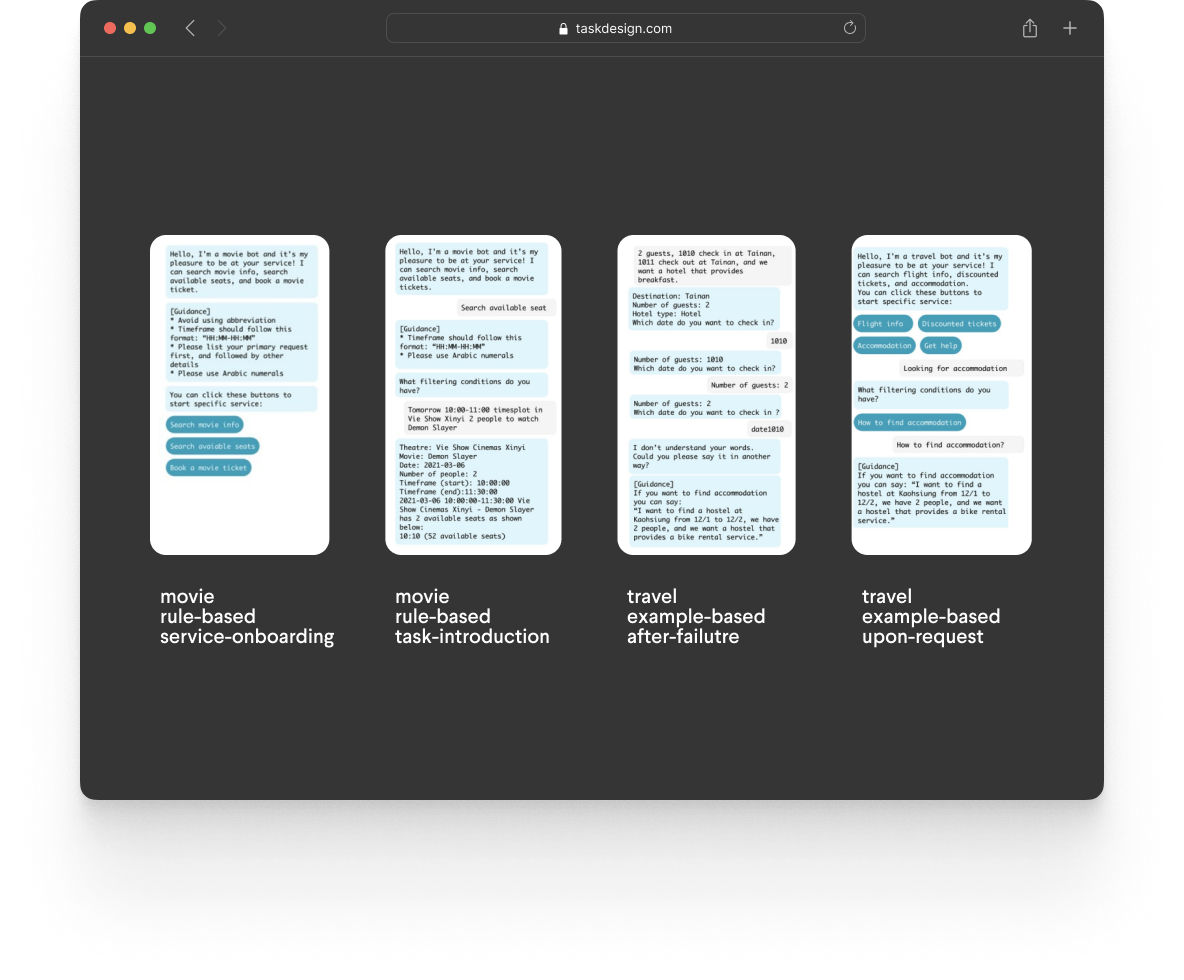 taskdesign.com
Hello, I'm a movie bot and it's my
pleasure to be at your service! I
can search movie info, search
available seats, and book a movie
ticket.
[Guidance]
* Avoid using abbreviation
* Timeframe should follow this
format: "HH:MM-HH:MM"
* Please list your primary request
first, and followed by other
details
* Please use Arabic numerals
You can click these buttons to
start specific service:
Search movie info
Search avaiable seats
Book a movie ticket
movie
rule-based
service-onboarding
Hello, I'm a movie bot and it's my
pleasure to be at your service! I
can search movie info, search
available seats, and book a movie
tickets.
Search available seat
[Guidance]
* Timeframe should follow this
format: "HH:MM-HH:MM"
* Please use Arabic numerals
What filtering conditions do you
have?
Tomorrow 10:00-11:00 timesplot in
Vie Show Xinyi 2 people to watch
Demon Slayer
Theatre: Vie Show Cinemas Xinyi
Movie: Demon Slayer
Date: 2021-03-06
Number of people: 2
Timeframe (start): 10:00:00
Timeframe (end):11:30:00
2021-03-06 10:00:00-11:30:00 Vie
Show Cinemas Xinyi - Demon Slayer
has 2 available seats as shown
below:
10:10 (52 available seats)
movie
rule-based
task-introduction
2 guests, 1010 check in at Tainan,
1011 check out at Tainan, and we
want a hotel that provides
breakfast.
Destination: Tainan
Number of guests: 2
Hotel type: Hotel
Which date do you want to check in?
1010
Number of guests: 1010
Which date do you want to check in?
Number of guests: 2
Number of guests: 2
Which date do you want to check in ?
date1010
I don't understand your words.
Could you please say it in another
way?
[Guidance]
If you want to find accommodation
you can say:
"I want to find a hostel at
Kaohsiung from 12/1 to 12/2, we have
2 people, and we want a hostel that
provides a bike rental service."
travel
example-based
after-failutre
Hello, I'm a travel bot and it's my
pleasure to be at your service! I
can search flight info, discounted
tickets, and accommodation.
You can click these buttons to
start specific service:
Flight info
Discounted tickets
Accommodation
Get help
Looking for accommodation
What filtering conditions do you
have?
How to find accommodation
How to find accommodation?
[Guidance]
If you want to find accommodation
you can say: "I want to find a
hostel at Kaohsiung from 12/1 to
12/2, we have 2 people, and we want
a hostel that provides a bike rental
service."
travel
example-based
upon-request